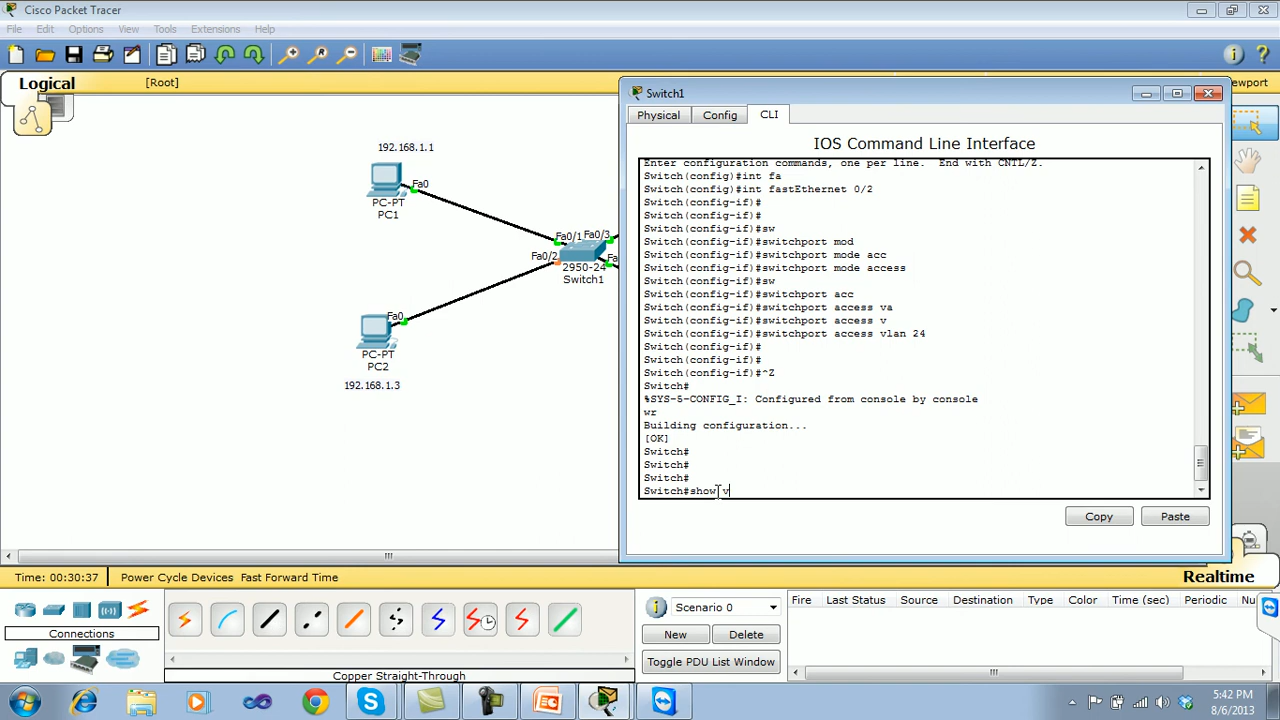 Cisco Packet Tracer
File Edit Options View Tools Extensions Help
Logical [Root] ewport
192.168.1.1
Fa0
PC-PT
PC1
Fa0/1 Fa0/3
Fa0/2 Fa
2950-24
Switch1
Fa0
PC-PT
PC2
192.168.1.3
Switch1
Physical Config CLI
IOS Command Line Interface
Enter configuration commands, one per line. End with CNTL/Z.
Switch(config)#int fa
Switch(config)#int fastEthernet 0/2
Switch(config-if)#
Switch(config-if)#
Switch(config-if)#sw
Switch(config-if)#switchport mod
Switch(config-if)#switchport mode acc
Switch(config-if)#switchport mode access
Switch(config-if)#sw
Switch(config-if)#switchport acc
Switch(config-if)#switchport access va
Switch(config-if)#switchport access v
Switch(config-if)#switchport access vlan 24
Switch(config-if)#
Switch(config-if)#
Switch(config-if)#^Z
Switch#
%SYS-5-CONFIG_I: Configured from console by console
wr
Building configuration...
[OK]
Switch#
Switch#
Switch#
Switch#show v
Copy Paste
Time: 00:30:37 Power Cycle Devices Fast Forward Time Realtime
Connections
Copper Straight-Through
Scenario 0
New Delete
Toggle PDU List Window
Fire Last Status Source Destination Type Color Time (sec) Periodic Nu
5:42 PM
8/6/2013